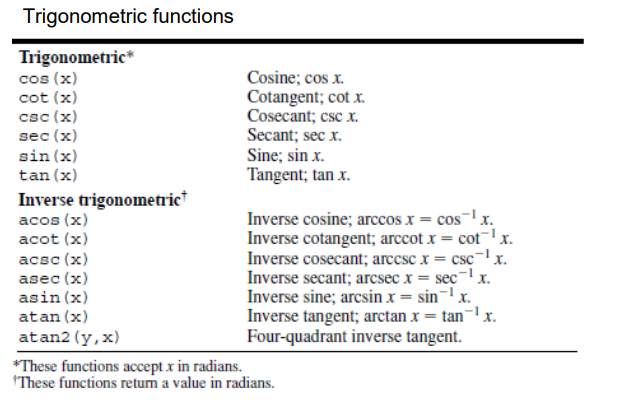 Trigonometric functions
Trigonometric*
cos (x) Cosine; cos x.
cot (x) Cotangent; cot x.
csc (x) Cosecant; csc x.
sec (x) Secant; sec x.
sin (x) Sine; sin x.
tan (x) Tangent; tan x.
Inverse trigonometric†
acos (x) Inverse cosine; arccos x = cos⁻¹ x.
acot (x) Inverse cotangent; arccot x = cot⁻¹ x.
acsc (x) Inverse cosecant; arccsc x = csc⁻¹ x.
asec (x) Inverse secant; arcsec x = sec⁻¹ x.
asin (x) Inverse sine; arcsin x = sin⁻¹ x.
atan (x) Inverse tangent; arctan x = tan⁻¹ x.
atan2 (y,x) Four-quadrant inverse tangent.
*These functions accept x in radians.
†These functions return a value in radians.